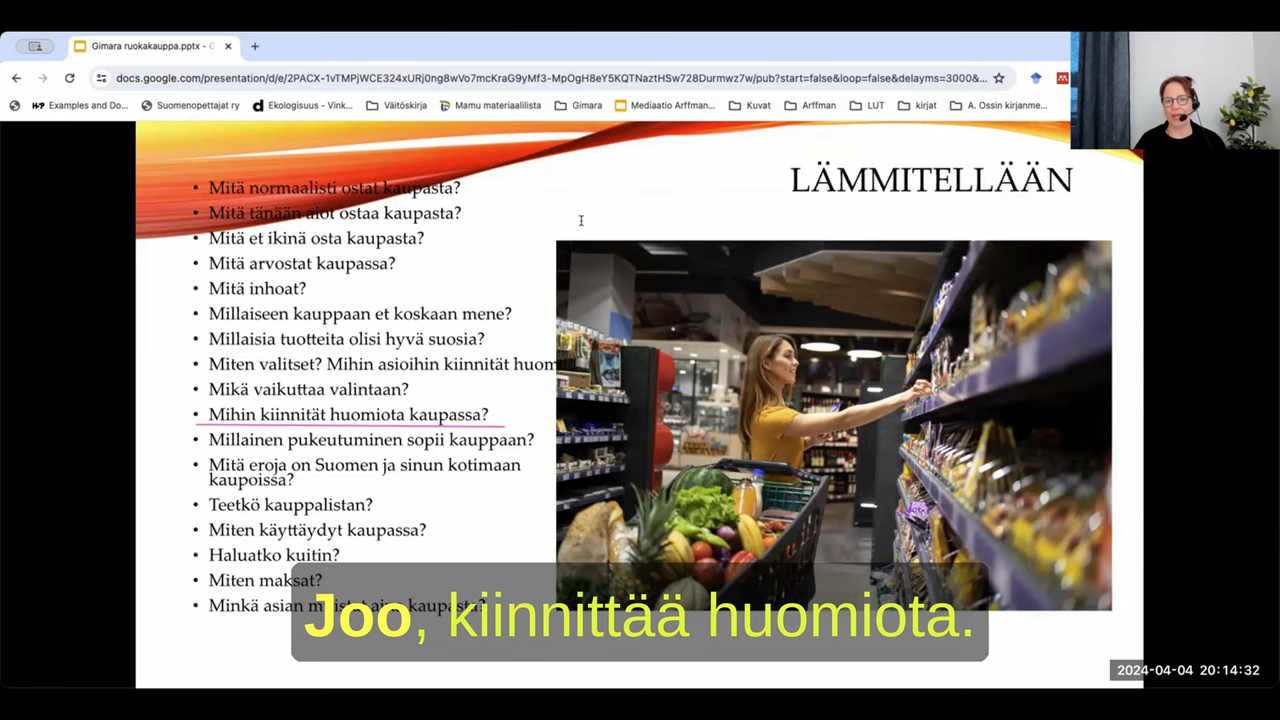 Gimara ruokakauppa.pptx - G
docs.google.com/presentation/d/e/2PACX-1vTMPjWCE324xURj0ng8wVo7mcKraG9yMf3-MpOgH8eY5KQTNaztHSw728Durmwz7w/pub?start=false&loop=false&delayms=3000&...
Examples and Do...
Suomenopettajat ry
Ekologisuus - Vink...
Väitöskirja
Mamu materiaalilista
Gimara
Mediaatio Arffman...
Kuvat
Arffman
LUT
kirjat
A. Ossin kirjanme...
LÄMMITELLÄÄN
• Mitä normaalisti ostat kaupasta?
• Mitä tänään aiot ostaa kaupasta?
• Mitä et ikinä osta kaupasta?
• Mitä arvostat kaupassa?
• Mitä inhoat?
• Millaiseen kauppaan et koskaan mene?
• Millaisia tuotteita olisi hyvä suosia?
• Miten valitset? Mihin asioihin kiinnität huom
• Mikä vaikuttaa valintaan?
• Mihin kiinnität huomiota kaupassa?
• Millainen pukeutuminen sopii kauppaan?
• Mitä eroja on Suomen ja sinun kotimaan
kaupoissa?
• Teetkö kauppalistan?
• Miten käyttäydyt kaupassa?
• Haluatko kuitin?
• Miten maksat?
• Minkä asian
kaupasta?
Joo, kiinnittää huomiota.
2024-04-04 20:14:32